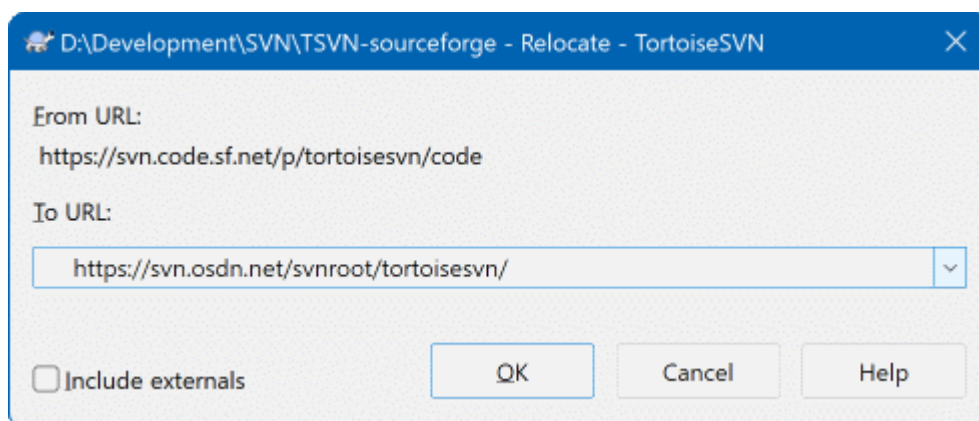 D:\Development\SVN\TSVN-sourceforge - Relocate - TortoiseSVN
From URL:
https://svn.code.sf.net/p/tortoisesvn/code
To URL:
https://svn.osdn.net/svnroot/tortoisesvn/
Include externals
OK
Cancel
Help